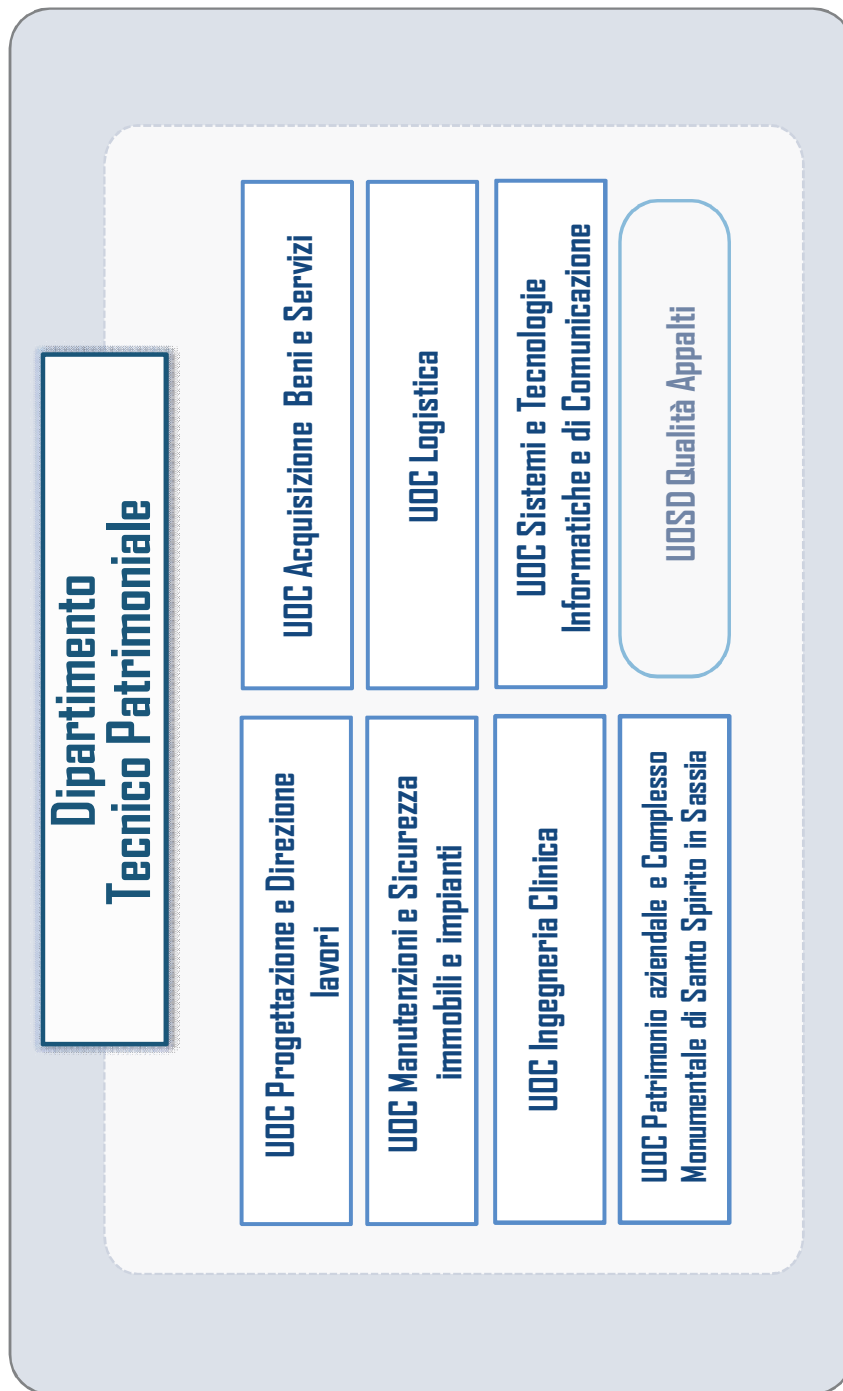 Dipartimento
Tecnico Patrimoniale
UOC Progettazione e Direzione
lavori
UOC Acquisizione Beni e Servizi
UOC Manutenzioni e Sicurezza
immobili e impianti
UOC Logistica
UOC Ingegneria Clinica
UOC Sistemi e Tecnologie
Informatiche e di Comunicazione
UOC Patrimonio aziendale e Complesso
Monumentale di Santo Spirito in Sassia
UOSD Qualità Appalti